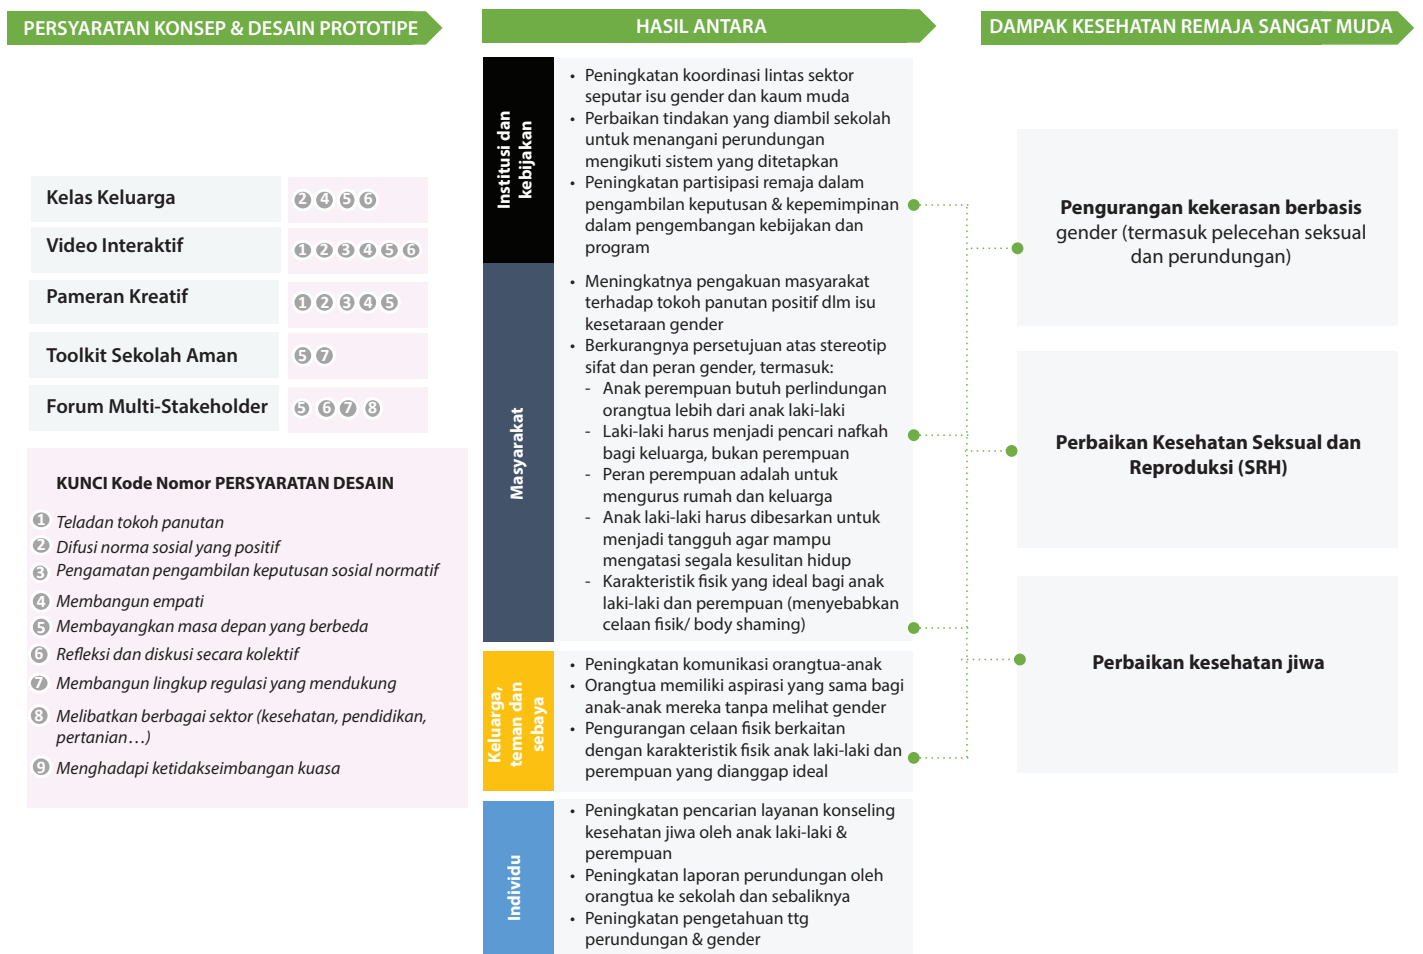 PERSYARATAN KONSEP & DESAIN PROTOTIPE
Kelas Keluarga
2 4 5 6
Video Interaktif
1 2 3 4 5 6
Pameran Kreatif
1 2 3 4 5
Toolkit Sekolah Aman
5 7
Forum Multi-Stakeholder
5 6 7 8
KUNCI Kode Nomor PERSYARATAN DESAIN
1 Teladan tokoh panutan
2 Difusi norma sosial yang positif
3 Pengamatan pengambilan keputusan sosial normatif
4 Membangun empati
5 Membayangkan masa depan yang berbeda
6 Refleksi dan diskusi secara kolektif
7 Membangun lingkup regulasi yang mendukung
8 Melibatkan berbagai sektor (kesehatan, pendidikan,
pertanian…)
9 Menghadapi ketidakseimbangan kuasa
HASIL ANTARA
Institusi dan
kebijakan
• Peningkatan koordinasi lintas sektor
seputar isu gender dan kaum muda
• Perbaikan tindakan yang diambil sekolah
untuk menangani perundungan
mengikuti sistem yang ditetapkan
• Peningkatan partisipasi remaja dalam
pengambilan keputusan & kepemimpinan
dalam pengembangan kebijakan dan
program
Masyarakat
• Meningkatnya pengakuan masyarakat
terhadap tokoh panutan positif dlm isu
kesetaraan gender
• Berkurangnya persetujuan atas stereotip
sifat dan peran gender, termasuk:
- Anak perempuan butuh perlindungan
orangtua lebih dari anak laki-laki
- Laki-laki harus menjadi pencari nafkah
bagi keluarga, bukan perempuan
- Peran perempuan adalah untuk
mengurus rumah dan keluarga
- Anak laki-laki harus dibesarkan untuk
menjadi tangguh agar mampu
mengatasi segala kesulitan hidup
- Karakteristik fisik yang ideal bagi anak
laki-laki dan perempuan (menyebabkan
celaan fisik/ body shaming)
Keluarga,
teman dan
sebaya
• Peningkatan komunikasi orangtua-anak
• Orangtua memiliki aspirasi yang sama bagi
anak-anak mereka tanpa melihat gender
• Pengurangan celaan fisik berkaitan
dengan karakteristik fisik anak laki-laki dan
perempuan yang dianggap ideal
Individu
• Peningkatan pencarian layanan konseling
kesehatan jiwa oleh anak laki-laki &
perempuan
• Peningkatan laporan perundungan oleh
orangtua ke sekolah dan sebaliknya
• Peningkatan pengetahuan ttg
perundungan & gender
DAMPAK KESEHATAN REMAJA SANGAT MUDA
Pengurangan kekerasan berbasis
gender (termasuk pelecehan seksual
dan perundungan)
Perbaikan Kesehatan Seksual dan
Reproduksi (SRH)
Perbaikan kesehatan jiwa